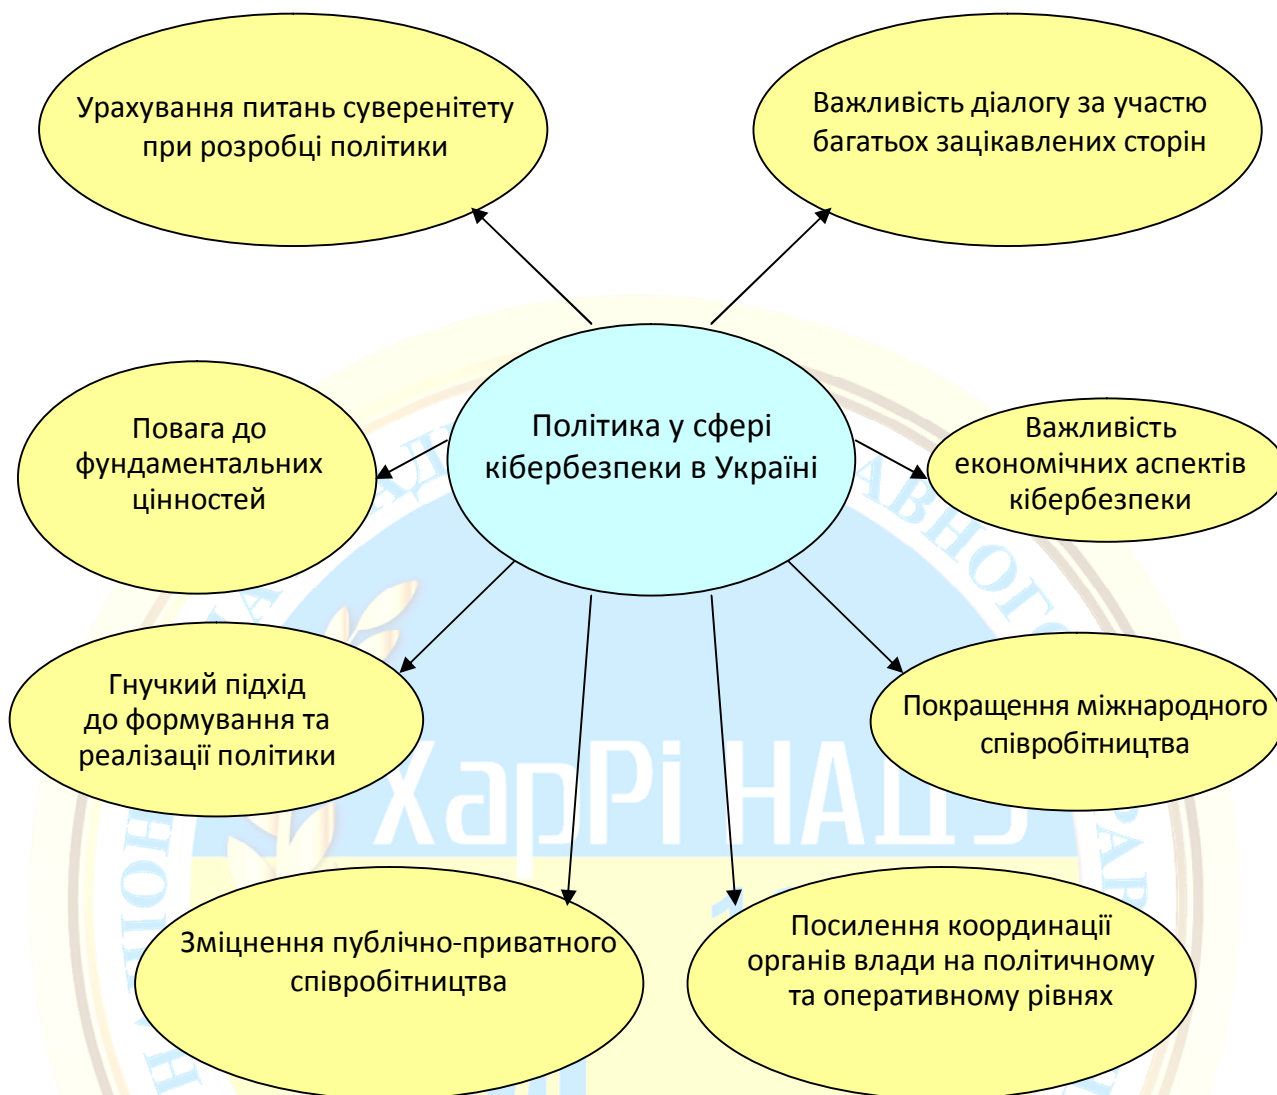 Урахування питань суверенітету
при розробці політики
Важливість діалогу за участю
багатьох зацікавлених сторін
Політика у сфері
кібербезпеки в Україні
Повага до
фундаментальних
цінностей
Важливість
економічних аспектів
кібербезпеки
Гнучкий підхід
до формування та
реалізації політики
Покращення міжнародного
співробітництва
ХарРі НАДУ
Зміцнення публічно-приватного
співробітництва
Посилення координації
органів влади на політичному
та оперативному рівнях